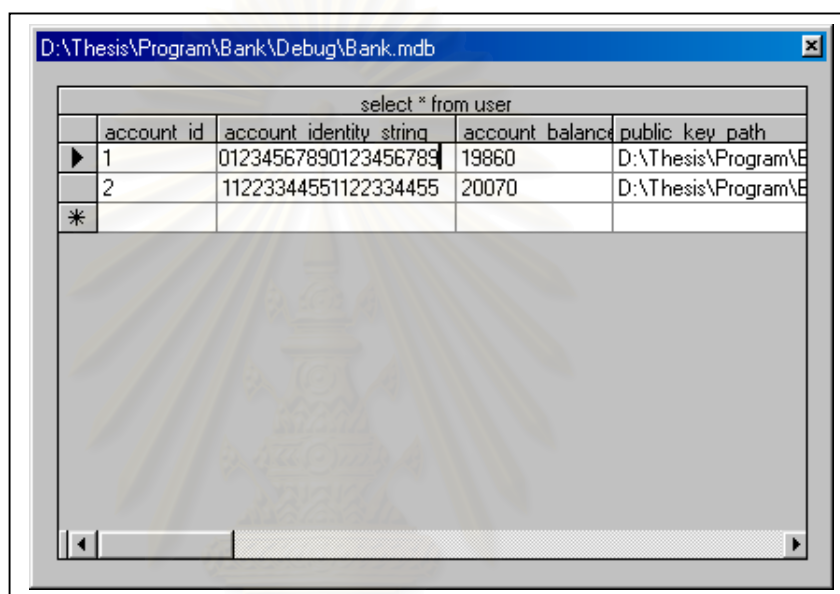 D:\Thesis\Program\Bank\Debug\Bank.mdb
select * from user
account_id account_identity_string account_balance public_key_path
1 01234567890123456789 19860 D:\Thesis\Program\B
2 11223344551122334455 20070 D:\Thesis\Program\B